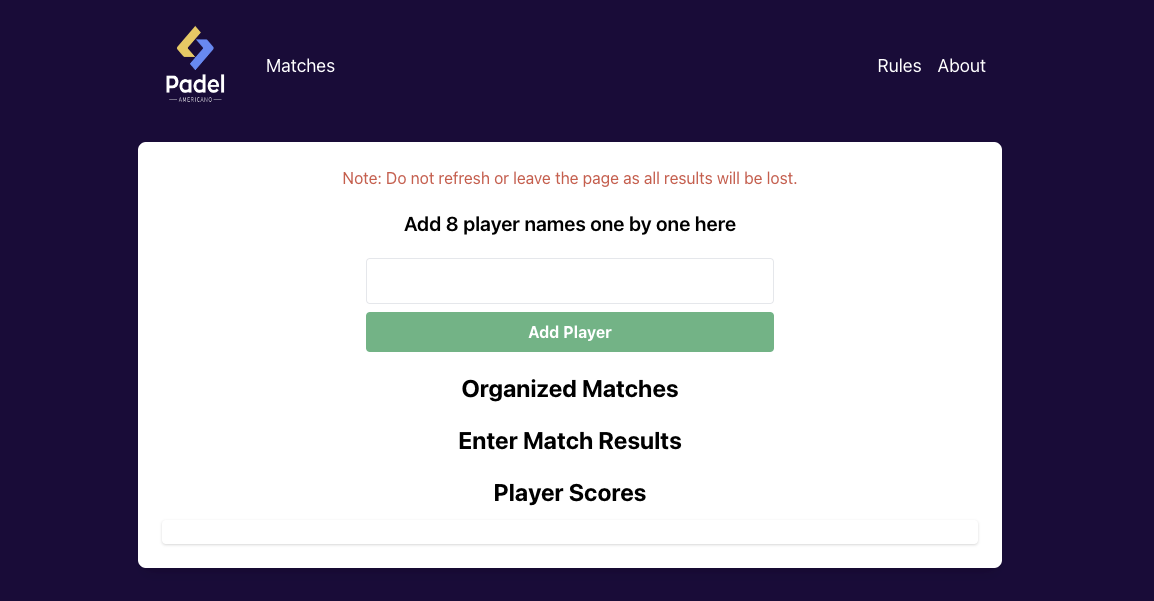 Padel
AMERICANO
Matches
Rules
About
Note: Do not refresh or leave the page as all results will be lost.
Add 8 player names one by one here
Add Player
Organized Matches
Enter Match Results
Player Scores